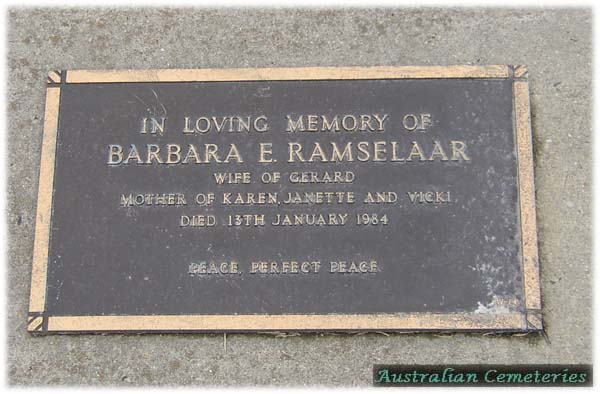 IN LOVING MEMORY OF
BARBARA E. RAMSELAAR
WIFE OF GERARD
MOTHER OF KAREN, JANETTE AND VICKI
DIED 13TH JANUARY 1984
PEACE, PERFECT PEACE
Australian Cemeteries